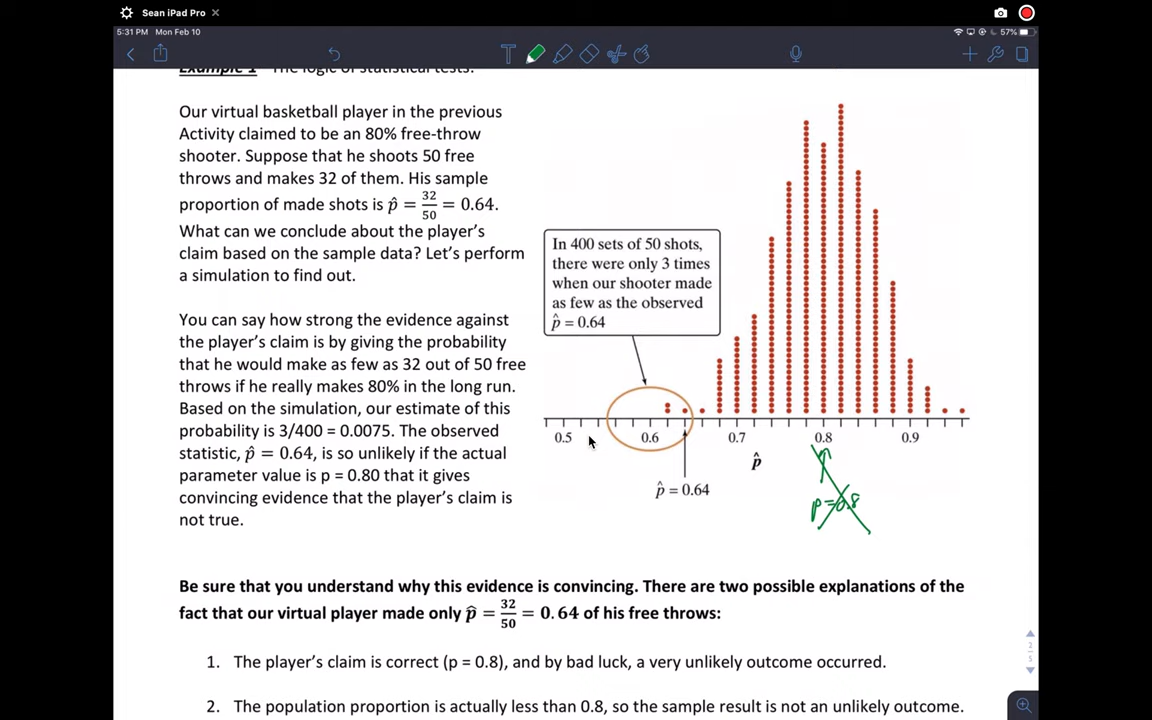 Sean iPad Pro ×
5:31 PM Mon Feb 10
57%
T
Example 1 The logic of statistical tests.
Our virtual basketball player in the previous
Activity claimed to be an 80% free-throw
shooter. Suppose that he shoots 50 free
throws and makes 32 of them. His sample
proportion of made shots is p̂ = 32/50 = 0.64.
What can we conclude about the player’s
claim based on the sample data? Let’s perform
a simulation to find out.
You can say how strong the evidence against
the player’s claim is by giving the probability
that he would make as few as 32 out of 50 free
throws if he really makes 80% in the long run.
Based on the simulation, our estimate of this
probability is 3/400 = 0.0075. The observed
statistic, p̂ = 0.64, is so unlikely if the actual
parameter value is p = 0.80 that it gives
convincing evidence that the player’s claim is
not true.
In 400 sets of 50 shots,
there were only 3 times
when our shooter made
as few as the observed
p̂ = 0.64
0.5 0.6 0.7 0.8 0.9
p̂
p̂ = 0.64
p=0.8
Be sure that you understand why this evidence is convincing. There are two possible explanations of the
fact that our virtual player made only p̂ = 32/50 = 0.64 of his free throws:
1. The player’s claim is correct (p = 0.8), and by bad luck, a very unlikely outcome occurred.
2. The population proportion is actually less than 0.8, so the sample result is not an unlikely outcome.
2
5